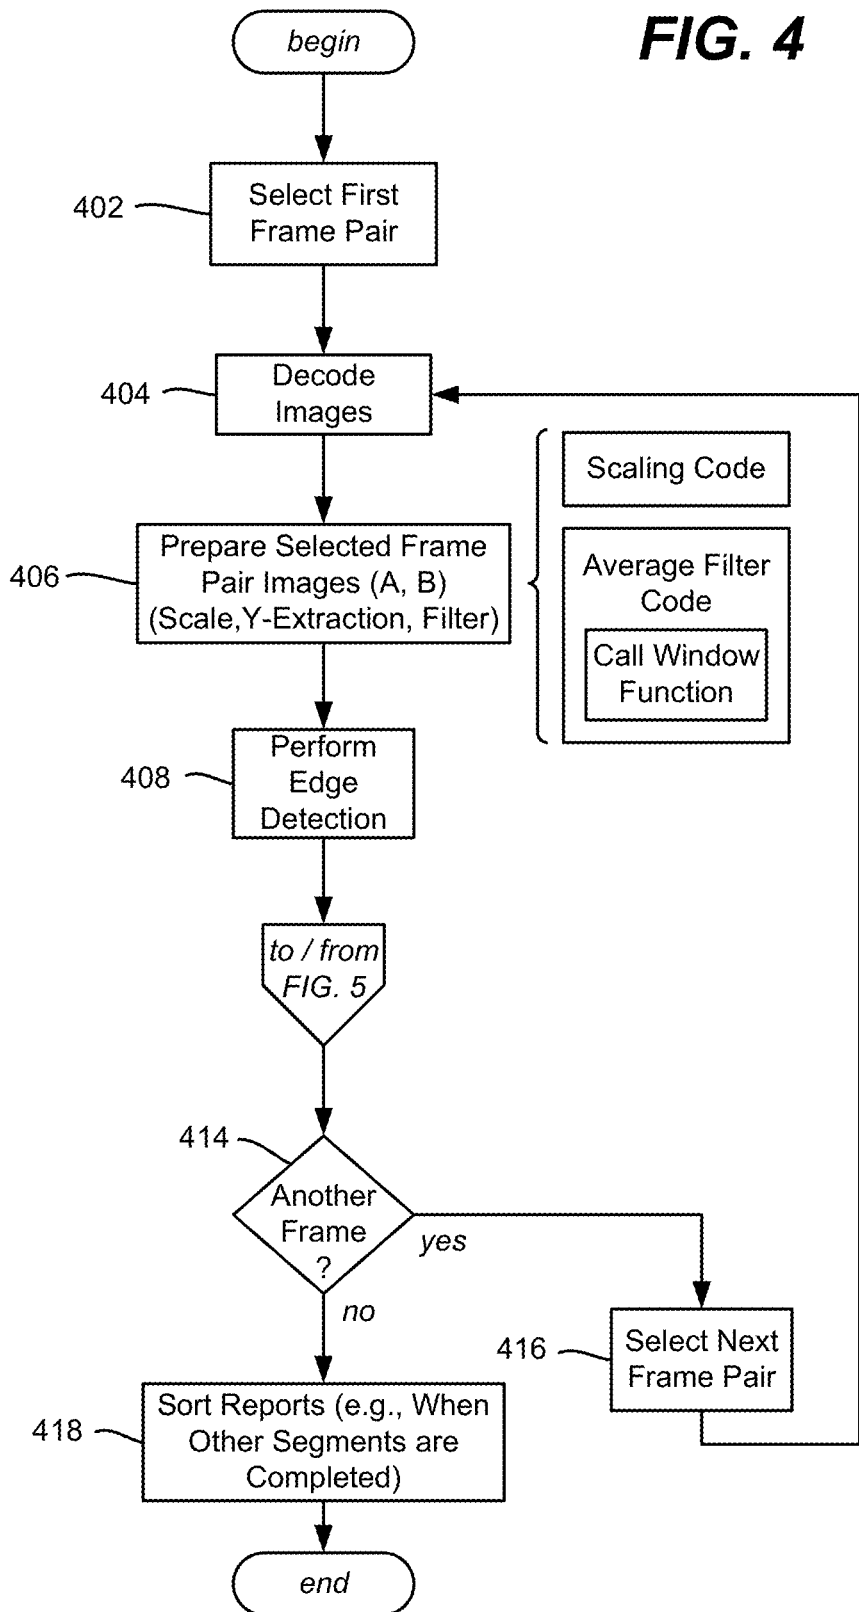 FIG. 4
begin
402
Select First
Frame Pair
404
Decode
Images
406
Prepare Selected Frame
Pair Images (A, B)
(Scale,Y-Extraction, Filter)
Scaling Code
Average Filter
Code
Call Window
Function
408
Perform
Edge
Detection
to / from
FIG. 5
414
Another
Frame
?
yes
no
416
Select Next
Frame Pair
418
Sort Reports (e.g., When
Other Segments are
Completed)
end